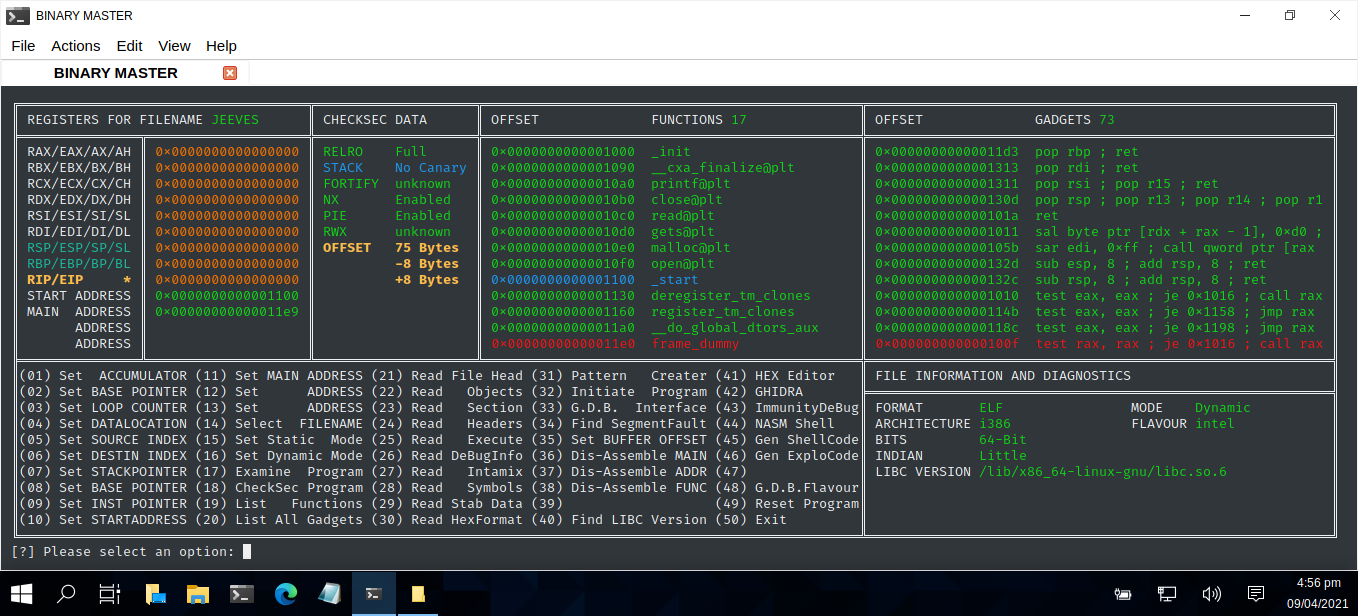 BINARY MASTER
File Actions Edit View Help
BINARY MASTER
REGISTERS FOR FILENAME JEEVES CHECKSEC DATA OFFSET FUNCTIONS 17 OFFSET GADGETS 73
RAX/EAX/AX/AH 0×0000000000000000 RELRO Full 0×0000000000001000 _init 0×00000000000011d3 pop rbp ; ret
RBX/EBX/BX/BH 0×0000000000000000 STACK No Canary 0×0000000000001090 __cxa_finalize@plt 0×0000000000001313 pop rdi ; ret
RCX/ECX/CX/CH 0×0000000000000000 FORTIFY unknown 0×00000000000010a0 printf@plt 0×0000000000001311 pop rsi ; pop r15 ; ret
RDX/EDX/DX/DH 0×0000000000000000 NX Enabled 0×00000000000010b0 close@plt 0×000000000000130d pop rsp ; pop r13 ; pop r14 ; pop r1
RSI/ESI/SI/SL 0×0000000000000000 PIE Enabled 0×00000000000010c0 read@plt 0×000000000000101a ret
RDI/EDI/DI/DL 0×0000000000000000 RWX unknown 0×00000000000010d0 gets@plt 0×0000000000001011 sal byte ptr [rdx + rax - 1], 0×d0 ;
RSP/ESP/SP/SL 0×0000000000000000 OFFSET 75 Bytes 0×00000000000010e0 malloc@plt 0×000000000000105b sar edi, 0×ff ; call qword ptr [rax
RBP/EBP/BP/BL 0×0000000000000000 -8 Bytes 0×00000000000010f0 open@plt 0×000000000000132d sub esp, 8 ; add rsp, 8 ; ret
RIP/EIP * 0×0000000000000000 +8 Bytes 0×0000000000001100 _start 0×000000000000132c sub rsp, 8 ; add rsp, 8 ; ret
START ADDRESS 0×0000000000001100 0×0000000000001130 deregister_tm_clones 0×0000000000001010 test eax, eax ; je 0×1016 ; call rax
MAIN ADDRESS 0×00000000000011e9 0×0000000000001160 register_tm_clones 0×000000000000114b test eax, eax ; je 0×1158 ; jmp rax
ADDRESS 0×00000000000011a0 __do_global_dtors_aux 0×000000000000118c test eax, eax ; je 0×1198 ; jmp rax
ADDRESS 0×00000000000011e0 frame_dummy 0×000000000000100f test rax, rax ; je 0×1016 ; call rax
(01) Set ACCUMULATOR (11) Set MAIN ADDRESS (21) Read File Head (31) Pattern Creater (41) HEX Editor FILE INFORMATION AND DIAGNOSTICS
(02) Set BASE POINTER (12) Set ADDRESS (22) Read Objects (32) Initiate Program (42) GHIDRA
(03) Set LOOP COUNTER (13) Set ADDRESS (23) Read Section (33) G.D.B. Interface (43) ImmunityDeBug FORMAT ELF MODE Dynamic
(04) Set DATALOCATION (14) Select FILENAME (24) Read Headers (34) Find SegmentFault (44) NASM Shell ARCHITECTURE i386 FLAVOUR intel
(05) Set SOURCE INDEX (15) Set Static Mode (25) Read Execute (35) Set BUFFER OFFSET (45) Gen ShellCode BITS 64-Bit
(06) Set DESTIN INDEX (16) Set Dynamic Mode (26) Read DeBugInfo (36) Dis-Assemble MAIN (46) Gen ExploCode INDIAN Little
(07) Set STACKPOINTER (17) Examine Program (27) Read Intamix (37) Dis-Assemble ADDR (47) LIBC VERSION /lib/x86_64-linux-gnu/libc.so.6
(08) Set BASE POINTER (18) CheckSec Program (28) Read Symbols (38) Dis-Assemble FUNC (48) G.D.B.Flavour
(09) Set INST POINTER (19) List Functions (29) Read Stab Data (39) (49) Reset Program
(10) Set STARTADDRESS (20) List All Gadgets (30) Read HexFormat (40) Find LIBC Version (50) Exit
[?] Please select an option:
4:56 pm
09/04/2021